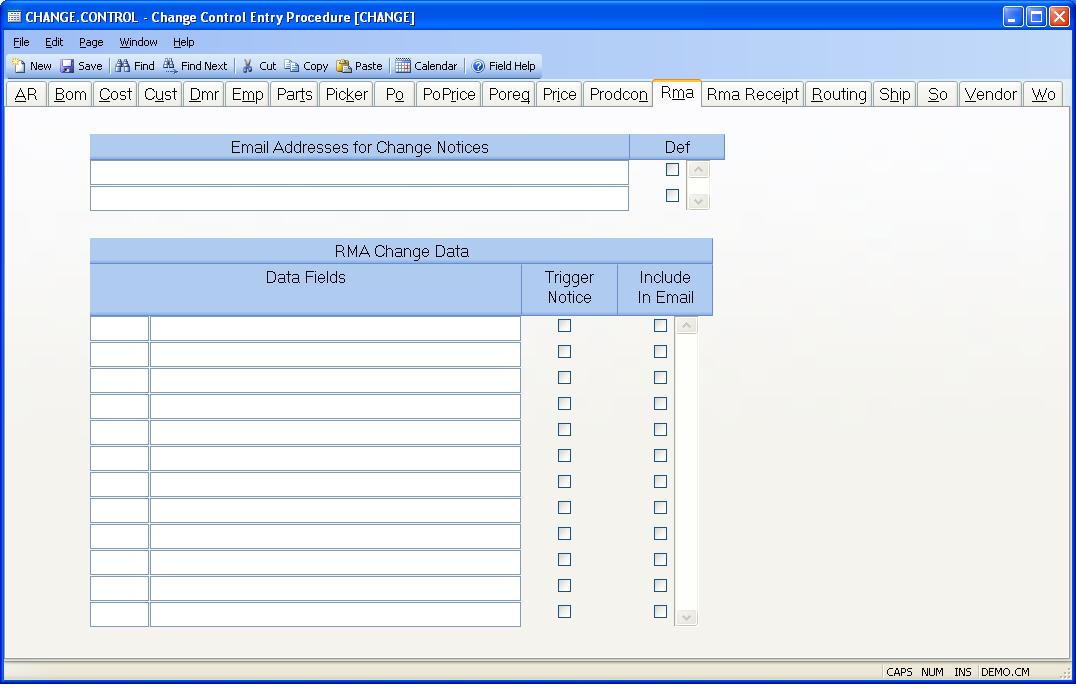 CHANGE.CONTROL - Change Control Entry Procedure [CHANGE]
File Edit Page Window Help
New Save Find Find Next Cut Copy Paste Calendar Field Help
AR Bom Cost Cust Dmr Emp Parts Picker Po PoPrice Poreq Price Prodcon Rma Rma Receipt Routing Ship So Vendor Wo
Email Addresses for Change Notices Def
RMA Change Data
Data Fields Trigger Notice Include In Email
CAPS NUM INS DEMO.CM